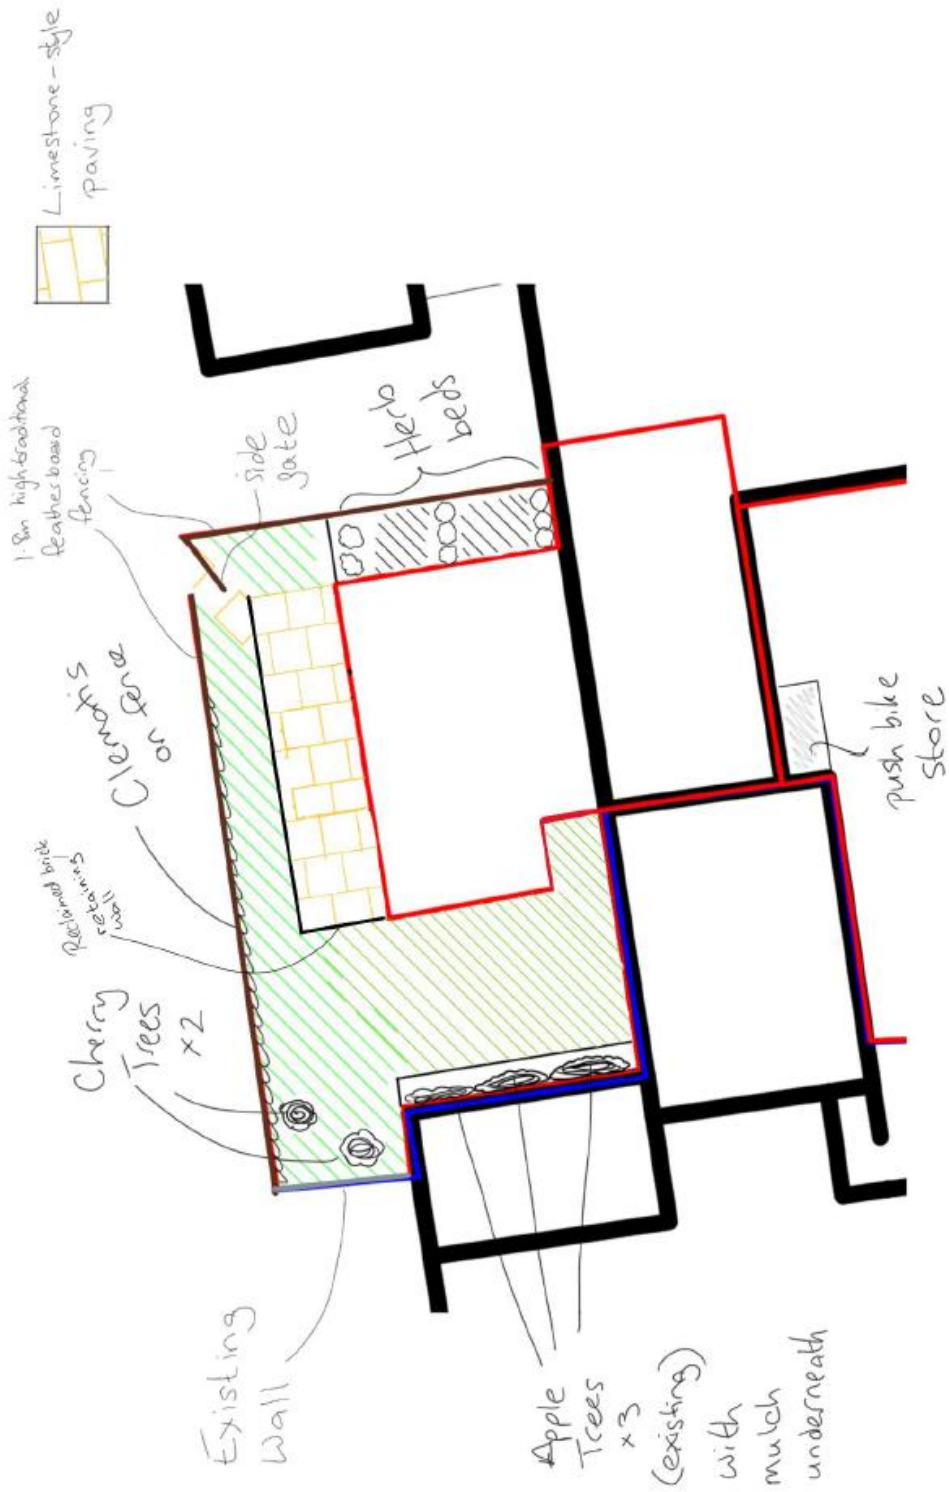 Limestone-style
paving
1.8m high traditional
featherboard
fencing
side
gate
Herb
beds
Clematis
on fence
Reclaimed brick
retaining
wall
Cherry
Trees
x2
Existing
Wall
Apple
Trees
x3
(existing)
with
mulch
underneath
push bike
store